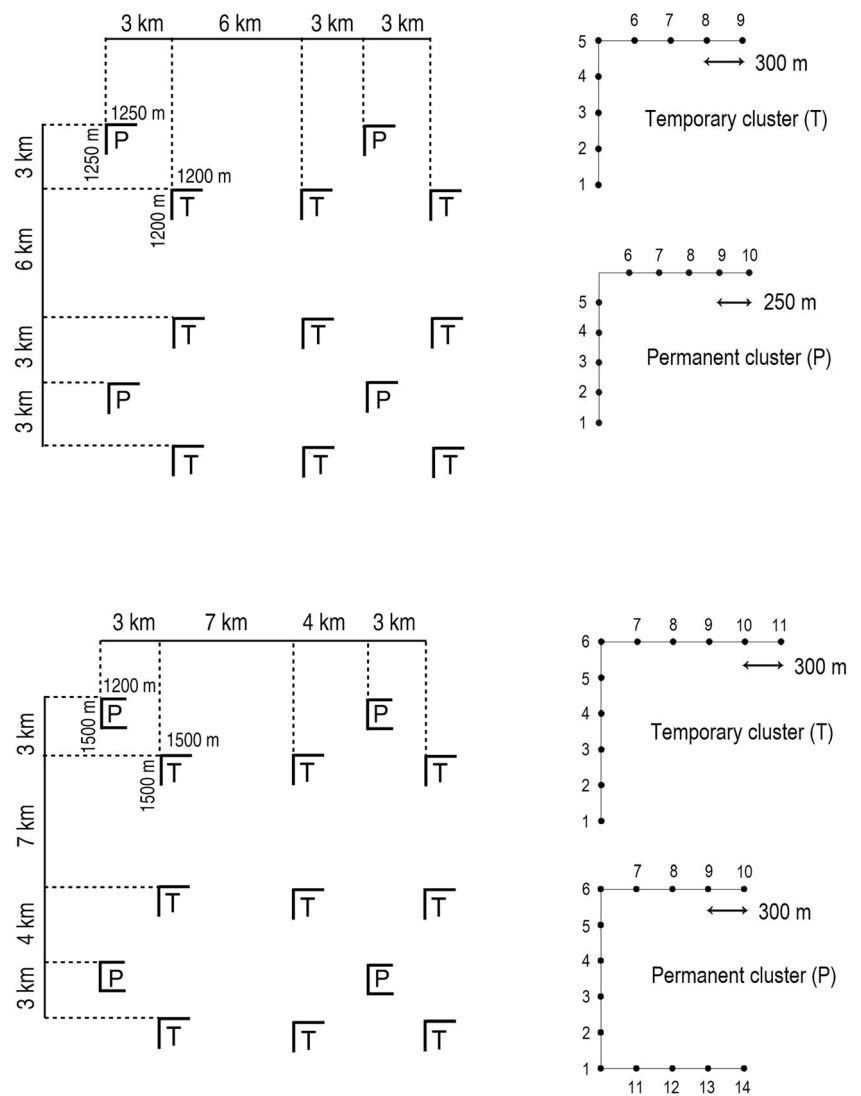 3 km 6 km 3 km 3 km
1250 m
3 km
1250 m
P P
1200 m
1200 m
T T T
6 km
T T T
3 km
P P
3 km
T T T
5 6 7 8 9
300 m
4
3
Temporary cluster (T)
2
1
6 7 8 9 10
5
250 m
4
3
Permanent cluster (P)
2
1
3 km 7 km 4 km 3 km
1200 m
3 km
1500 m
P P
1500 m
1500 m
T T T
7 km
T T T
4 km
P P
3 km
T T T
6 7 8 9 10 11
300 m
5
4
3
Temporary cluster (T)
2
1
6 7 8 9 10
300 m
5
4
3
Permanent cluster (P)
2
1
11 12 13 14